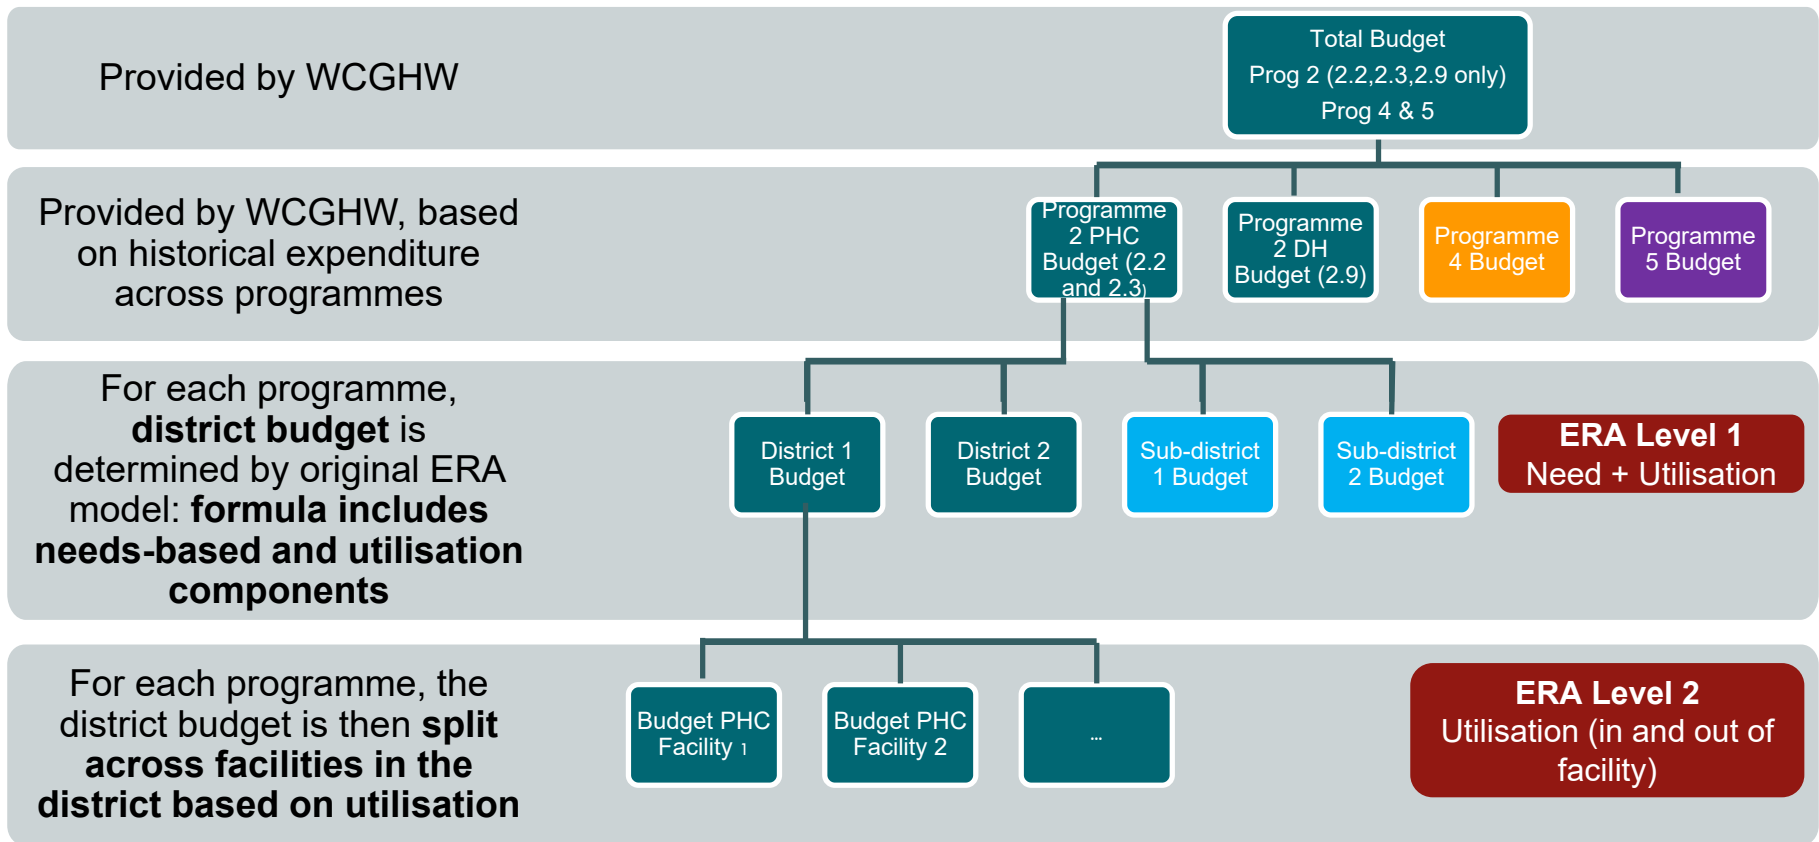 Provided by WCGHW
Total Budget
Prog 2 (2.2,2.3,2.9 only)
Prog 4 & 5
Provided by WCGHW, based
on historical expenditure
across programmes
Programme
2 PHC
Budget (2.2
and 2.3)
Programme
2 DH
Budget (2.9)
Programme
4 Budget
Programme
5 Budget
For each programme,
district budget is
determined by original ERA
model: formula includes
needs-based and utilisation
components
District 1
Budget
District 2
Budget
Sub-district
1 Budget
Sub-district
2 Budget
ERA Level 1
Need + Utilisation
For each programme, the
district budget is then split
across facilities in the
district based on utilisation
Budget PHC
Facility 1
Budget PHC
Facility 2
...
ERA Level 2
Utilisation (in and out of
facility)